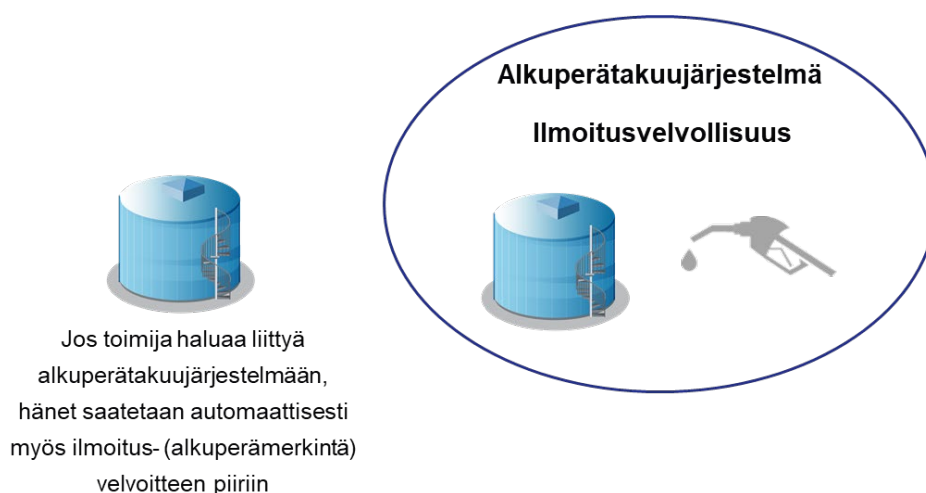 Alkuperätakuujärjestelmä
Ilmoitusvelvollisuus
Jos toimija haluaa liittyä
alkuperätakuujärjestelmään,
hänet saatetaan automaattisesti
myös ilmoitus- (alkuperämerkintä)
velvoitteen piiriin